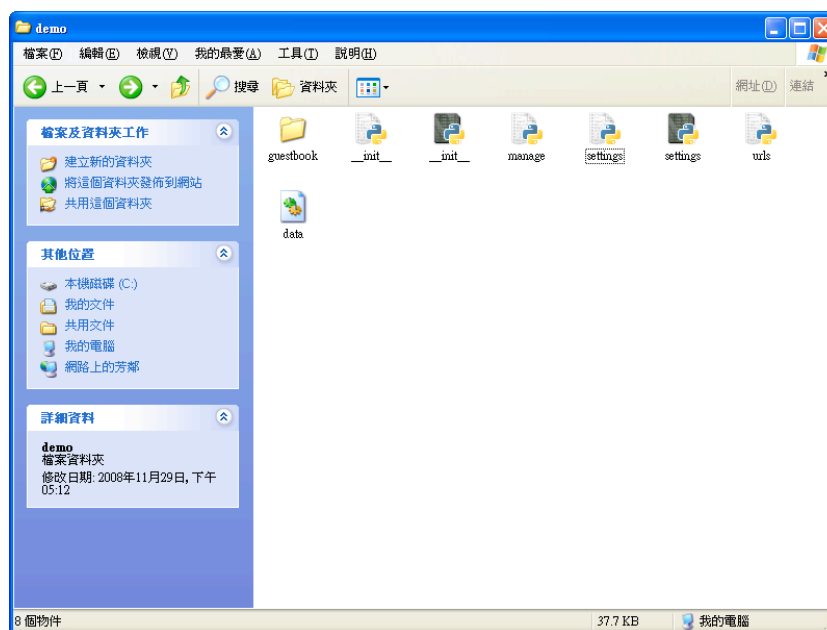 demo
檔案(F) 編輯(E) 檢視(V) 我的最愛(A) 工具(T) 說明(H)
上一頁 搜尋 資料夾 網址(D) 連結
檔案及資料夾工作
建立新的資料夾
將這個資料夾發佈到網站
共用這個資料夾
其他位置
本機磁碟 (C:)
我的文件
共用文件
我的電腦
網路上的芳鄰
詳細資料
demo
檔案資料夾
修改日期: 2008年11月29日, 下午
05:12
guestbook __init__ __init__ manage settings settings urls
data
8 個物件 37.7 KB 我的電腦